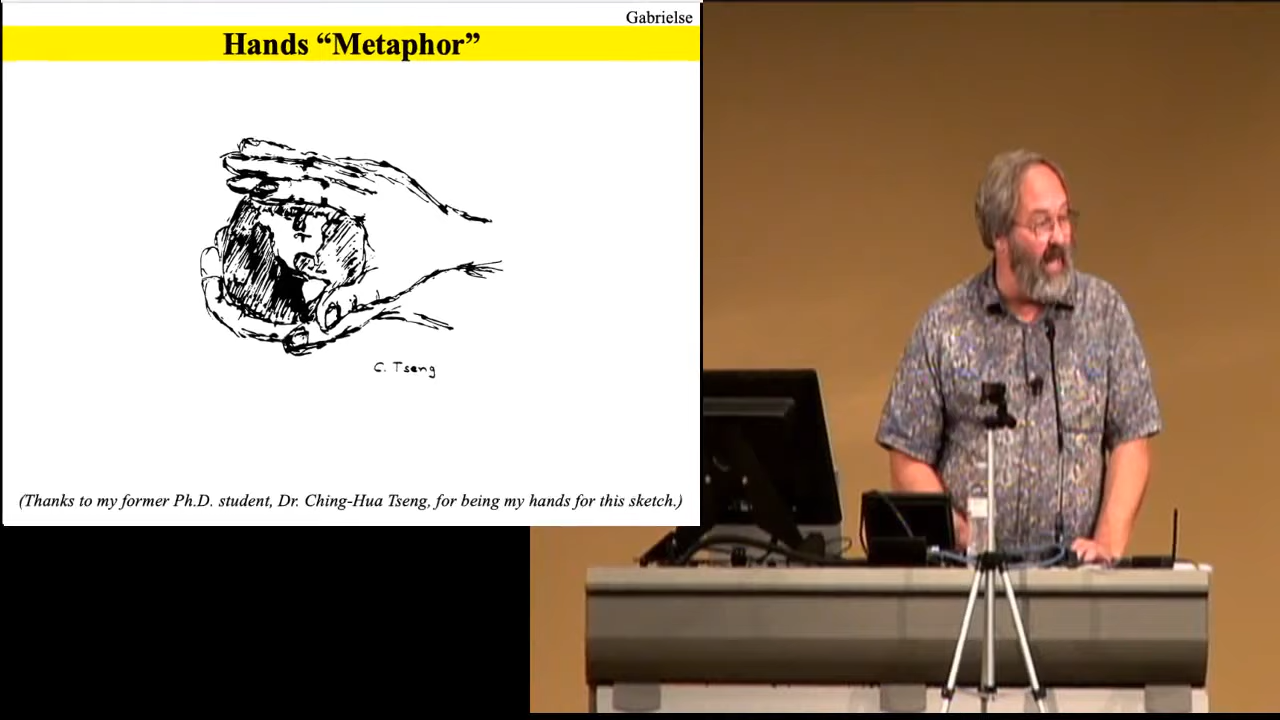 Gabrielse
Hands “Metaphor”
C. Tseng
(Thanks to my former Ph.D. student, Dr. Ching-Hua Tseng, for being my hands for this sketch.)